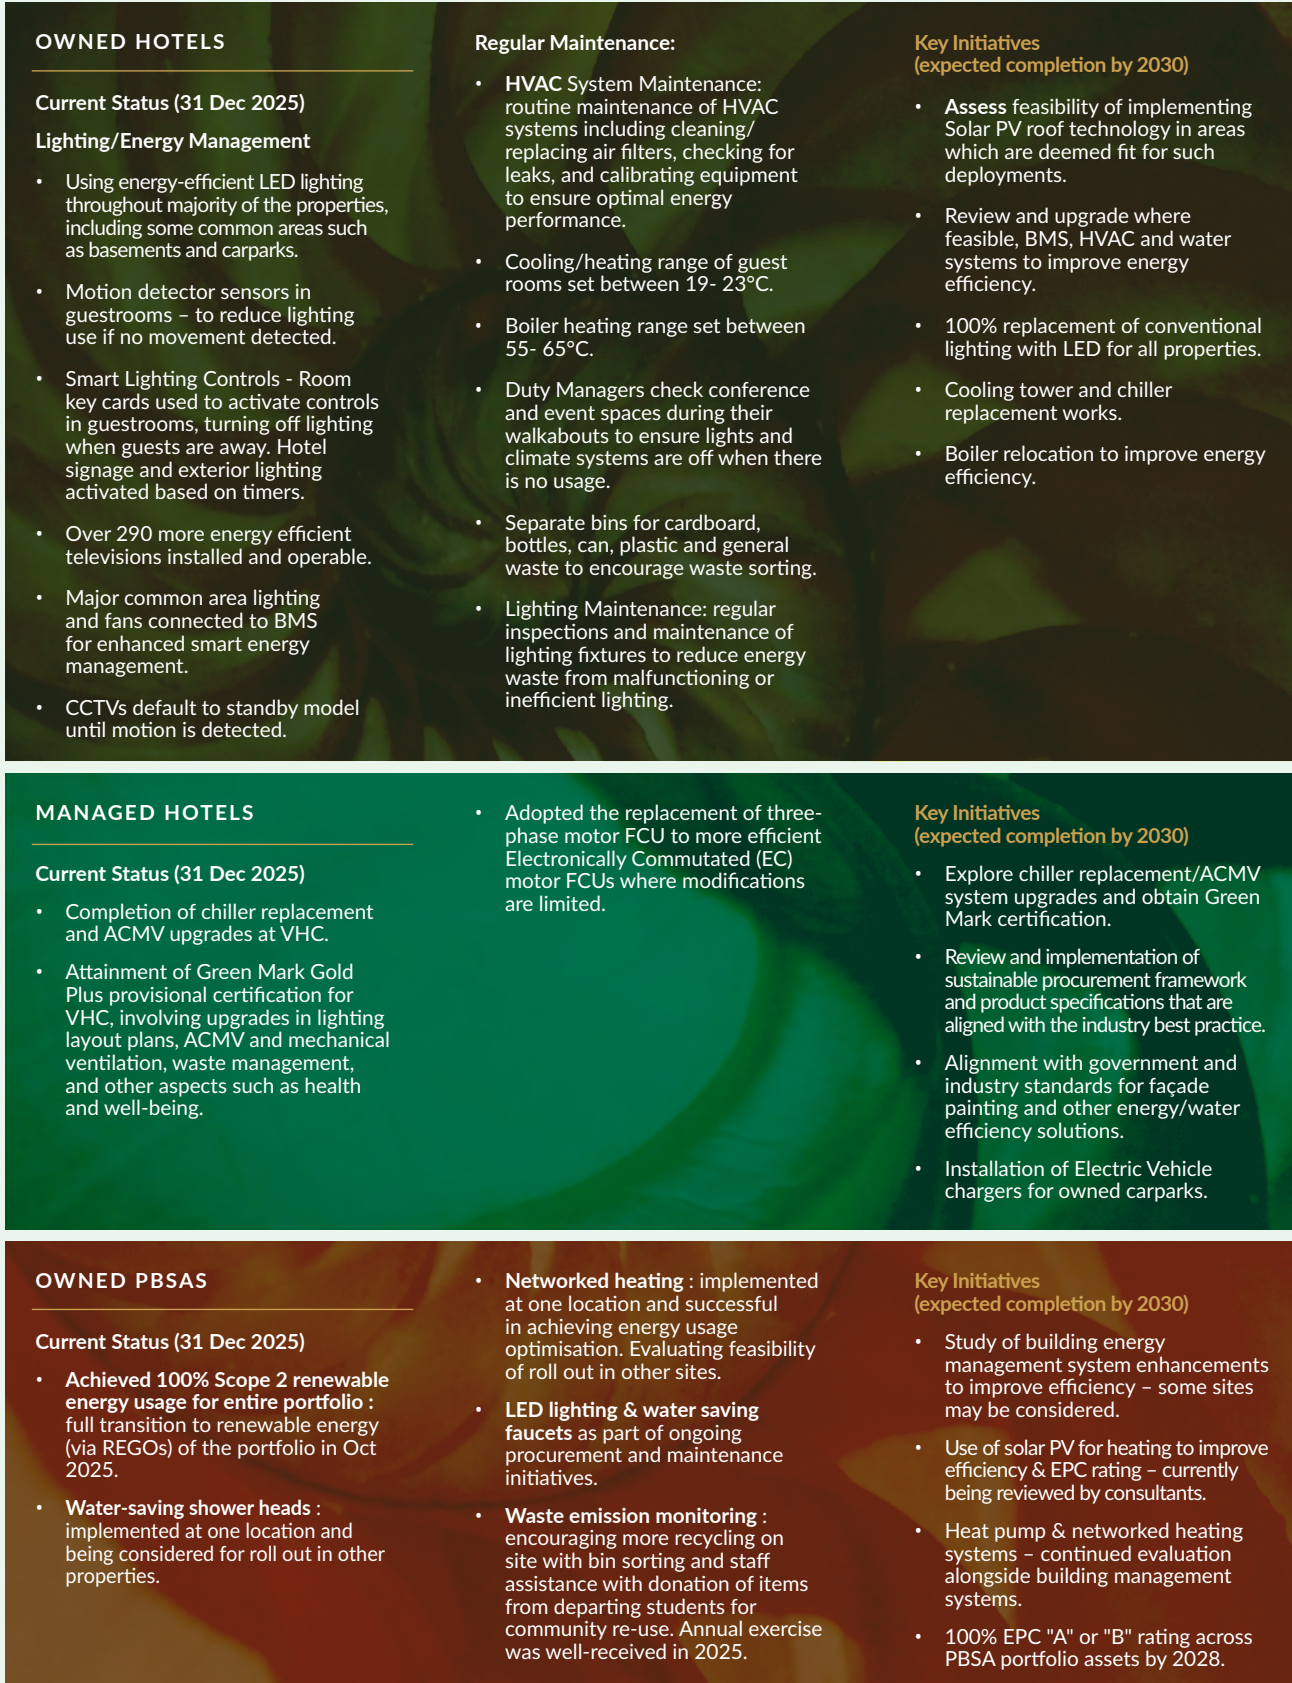 OWNED HOTELS
Current Status (31 Dec 2025)
Lighting/Energy Management
• Using energy-efficient LED lighting
throughout majority of the properties,
including some common areas such
as basements and carparks.
• Motion detector sensors in
guestrooms – to reduce lighting
use if no movement detected.
• Smart Lighting Controls - Room
key cards used to activate controls
in guestrooms, turning off lighting
when guests are away. Hotel
signage and exterior lighting
activated based on timers.
• Over 290 more energy efficient
televisions installed and operable.
• Major common area lighting
and fans connected to BMS
for enhanced smart energy
management.
• CCTVs default to standby model
until motion is detected.
Regular Maintenance:
• HVAC System Maintenance:
routine maintenance of HVAC
systems including cleaning/
replacing air filters, checking for
leaks, and calibrating equipment
to ensure optimal energy
performance.
• Cooling/heating range of guest
rooms set between 19- 23°C.
• Boiler heating range set between
55- 65°C.
• Duty Managers check conference
and event spaces during their
walkabouts to ensure lights and
climate systems are off when there
is no usage.
• Separate bins for cardboard,
bottles, can, plastic and general
waste to encourage waste sorting.
• Lighting Maintenance: regular
inspections and maintenance of
lighting fixtures to reduce energy
waste from malfunctioning or
inefficient lighting.
Key Initiatives
(expected completion by 2030)
• Assess feasibility of implementing
Solar PV roof technology in areas
which are deemed fit for such
deployments.
• Review and upgrade where
feasible, BMS, HVAC and water
systems to improve energy
efficiency.
• 100% replacement of conventional
lighting with LED for all properties.
• Cooling tower and chiller
replacement works.
• Boiler relocation to improve energy
efficiency.
MANAGED HOTELS
Current Status (31 Dec 2025)
• Completion of chiller replacement
and ACMV upgrades at VHC.
• Attainment of Green Mark Gold
Plus provisional certification for
VHC, involving upgrades in lighting
layout plans, ACMV and mechanical
ventilation, waste management,
and other aspects such as health
and well-being.
• Adopted the replacement of three-
phase motor FCU to more efficient
Electronically Commutated (EC)
motor FCUs where modifications
are limited.
Key Initiatives
(expected completion by 2030)
• Explore chiller replacement/ACMV
system upgrades and obtain Green
Mark certification.
• Review and implementation of
sustainable procurement framework
and product specifications that are
aligned with the industry best practice.
• Alignment with government and
industry standards for façade
painting and other energy/water
efficiency solutions.
• Installation of Electric Vehicle
chargers for owned carparks.
OWNED PBSAS
Current Status (31 Dec 2025)
• Achieved 100% Scope 2 renewable
energy usage for entire portfolio :
full transition to renewable energy
(via REGOs) of the portfolio in Oct
2025.
• Water-saving shower heads :
implemented at one location and
being considered for roll out in other
properties.
• Networked heating : implemented
at one location and successful
in achieving energy usage
optimisation. Evaluating feasibility
of roll out in other sites.
• LED lighting & water saving
faucets as part of ongoing
procurement and maintenance
initiatives.
• Waste emission monitoring :
encouraging more recycling on
site with bin sorting and staff
assistance with donation of items
from departing students for
community re-use. Annual exercise
was well-received in 2025.
Key Initiatives
(expected completion by 2030)
• Study of building energy
management system enhancements
to improve efficiency – some sites
may be considered.
• Use of solar PV for heating to improve
efficiency & EPC rating – currently
being reviewed by consultants.
• Heat pump & networked heating
systems – continued evaluation
alongside building management
systems.
• 100% EPC "A" or "B" rating across
PBSA portfolio assets by 2028.